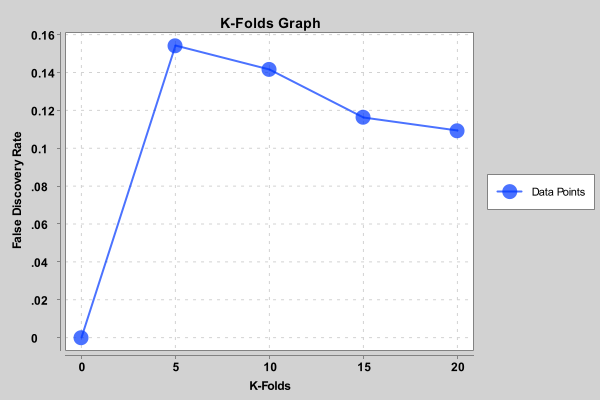 K-Folds Graph
0.16
0.14
0.12
0.1
.08
.06
.04
.02
0
False Discovery Rate
0 5 10 15 20
K-Folds
Data Points